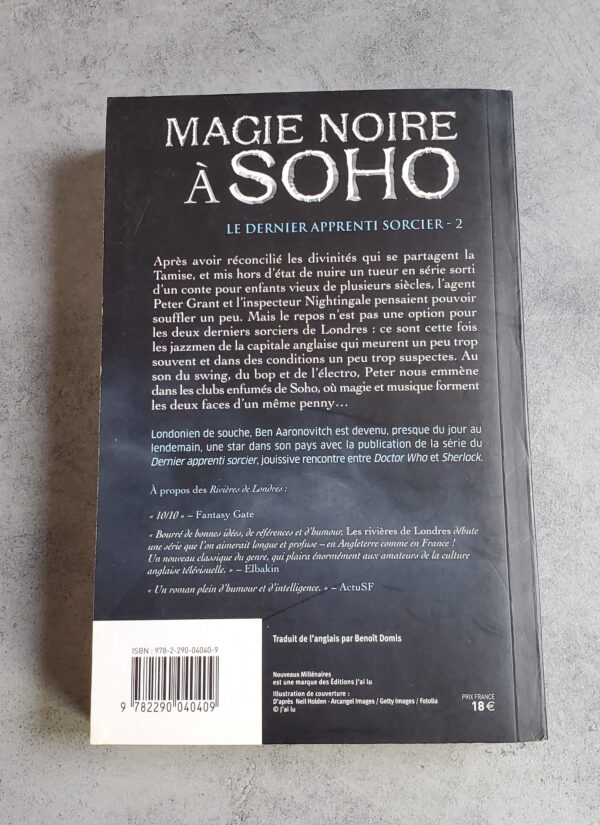 MAGIE NOIRE
À SOHO
LE DERNIER APPRENTI SORCIER - 2
Après avoir réconcilié les divinités qui se partagent la
Tamise, et mis hors d'état de nuire un tueur en série sorti
d'un conte pour enfants vieux de plusieurs siècles, l'agent
Peter Grant et l'inspecteur Nightingale pensaient pouvoir
souffler un peu. Mais le repos n'est pas une option pour
les deux derniers sorciers de Londres : ce sont cette fois
les jazzmen de la capitale anglaise qui meurent un peu trop
souvent et dans des conditions un peu trop suspectes. Au
son du swing, du bop et de l'électro, Peter nous emmène
dans les clubs enfumés de Soho, où magie et musique forment
les deux faces d'un même penny…
Londonien de souche, Ben Aaronovitch est devenu, presque du jour au
lendemain, une star dans son pays avec la publication de la série du
Dernier apprenti sorcier, jouissive rencontre entre Doctor Who et Sherlock.
À propos des Rivières de Londres :
« 10/10 » – Fantasy Gate
« Bourré de bonnes idées, de références et d'humour, Les rivières de Londres débute
une série que l'on aimerait longue et profuse – en Angleterre comme en France !
Un nouveau classique du genre, qui plaira énormément aux amateurs de la culture
anglaise télévisuelle. » – Elbakin
« Un roman plein d'humour et d'intelligence. » – ActuSF
Traduit de l'anglais par Benoît Domis
ISBN : 978-2-290-04040-9
9 782290 040409
Nouveaux Millénaires
est une marque des Éditions J'ai lu
Illustration de couverture :
D'après Neil Holden - Arcangel Images / Getty Images / Fotolia
© J'ai lu
PRIX FRANCE
18 €